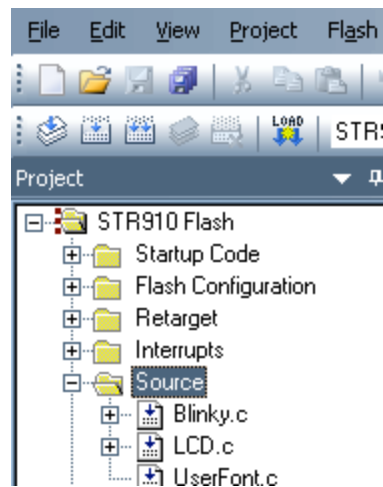 File Edit View Project Flash
LOAD STR9
Project
STR910 Flash
Startup Code
Flash Configuration
Retarget
Interrupts
Source
Blinky.c
LCD.c
UserFont.c